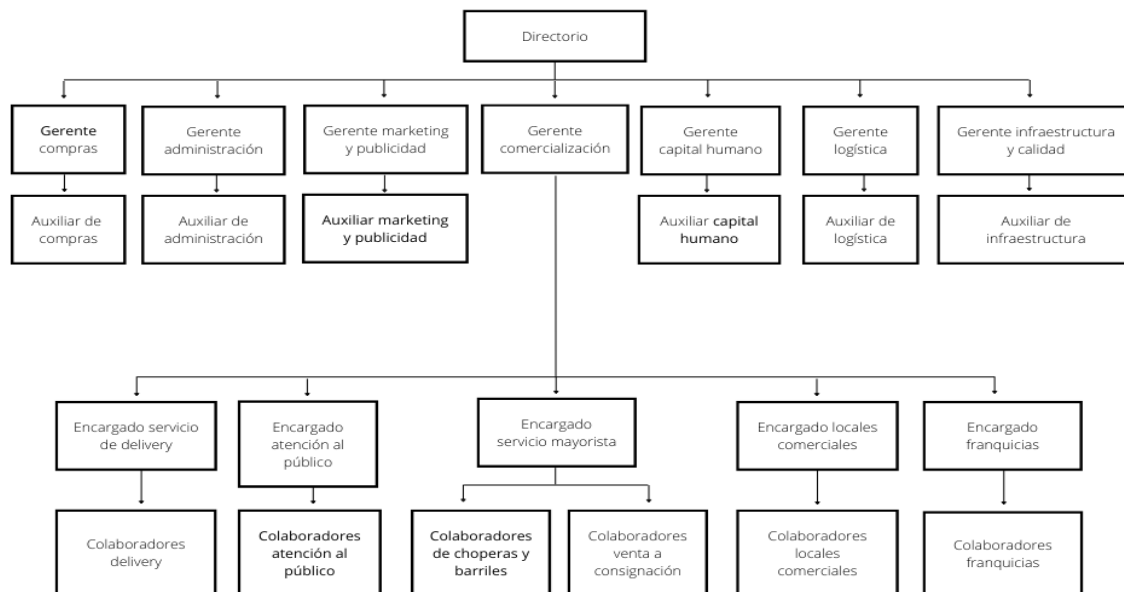 Directorio
Gerente
compras
Gerente
administración
Gerente marketing
y publicidad
Gerente
comercialización
Gerente
capital humano
Gerente
logística
Gerente infraestructura
y calidad
Auxiliar de
compras
Auxiliar de
administración
Auxiliar marketing
y publicidad
Auxiliar capital
humano
Auxiliar de
logística
Auxiliar de
infraestructura
Encargado servicio
de delivery
Encargado
atención al
público
Encargado
servicio mayorista
Encargado locales
comerciales
Encargado
franquicias
Colaboradores
delivery
Colaboradores
atención al
público
Colaboradores
de choperas y
barriles
Colaboradores
venta a
consignación
Colaboradores
locales
comerciales
Colaboradores
franquicias